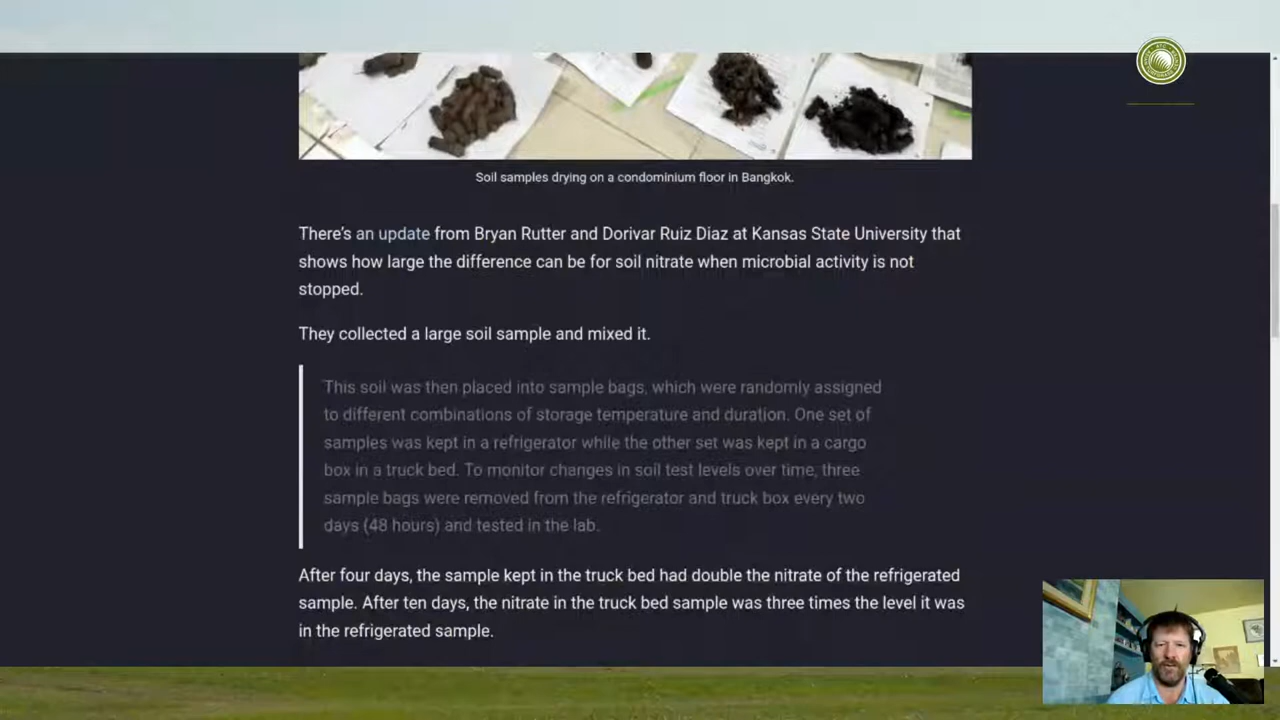 Soil samples drying on a condominium floor in Bangkok.
There's an update from Bryan Rutter and Dorivar Ruiz Diaz at Kansas State University that
shows how large the difference can be for soil nitrate when microbial activity is not
stopped.
They collected a large soil sample and mixed it.
This soil was then placed into sample bags, which were randomly assigned
to different combinations of storage temperature and duration. One set of
samples was kept in a refrigerator while the other set was kept in a cargo
box in a truck bed. To monitor changes in soil test levels over time, three
sample bags were removed from the refrigerator and truck box every two
days (48 hours) and tested in the lab.
After four days, the sample kept in the truck bed had double the nitrate of the refrigerated
sample. After ten days, the nitrate in the truck bed sample was three times the level it was
in the refrigerated sample.